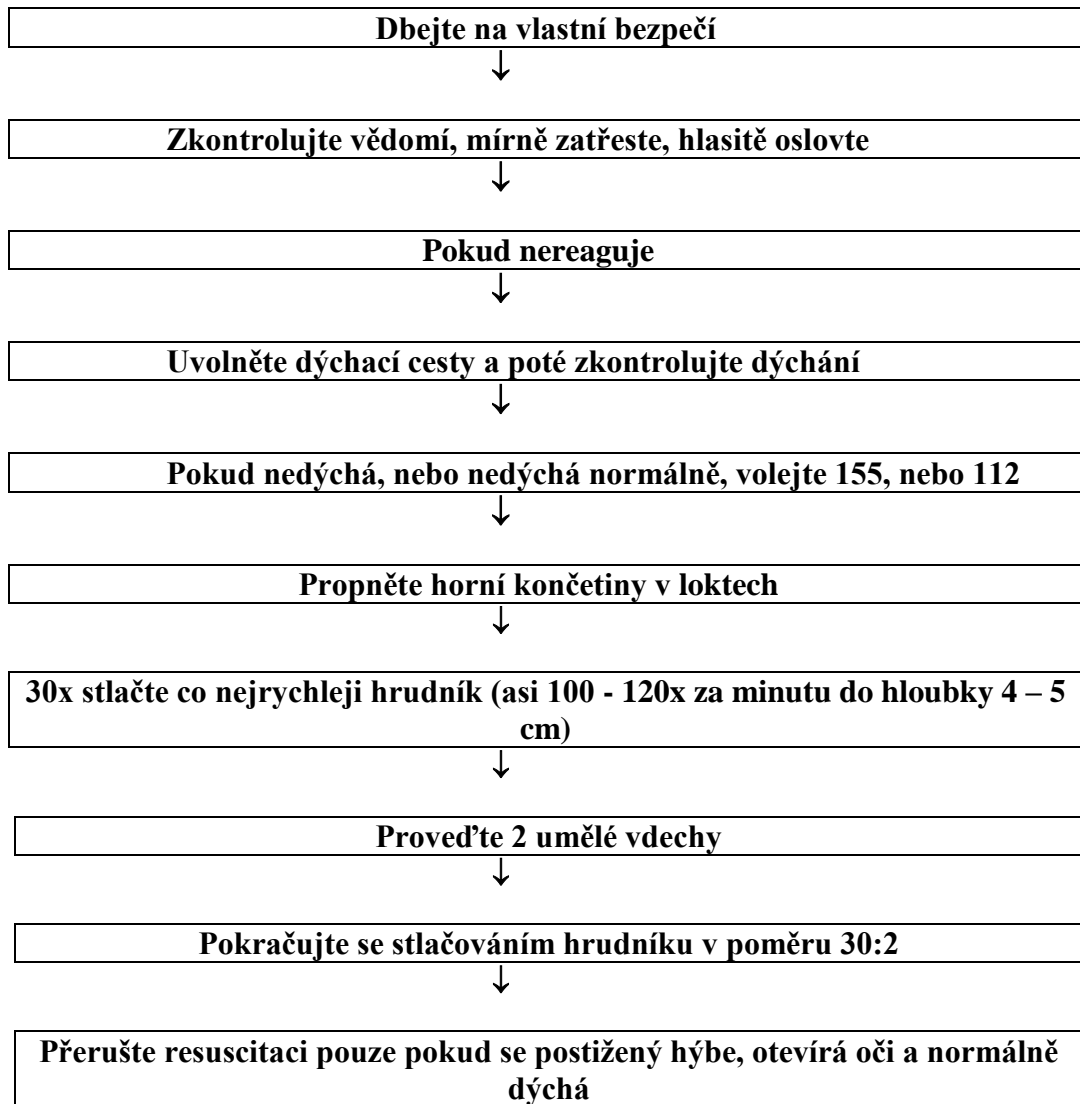 Dbejte na vlastní bezpečí
↓
Zkontrolujte vědomí, mírně zatřeste, hlasitě oslovte
↓
Pokud nereaguje
↓
Uvolněte dýchací cesty a poté zkontrolujte dýchání
↓
Pokud nedýchá, nebo nedýchá normálně, volejte 155, nebo 112
↓
Propněte horní končetiny v loktech
↓
30x stlačte co nejrychleji hrudník (asi 100 - 120x za minutu do hloubky 4 – 5
cm)
↓
Proveďte 2 umělé vdechy
↓
Pokračujte se stlačováním hrudníku v poměru 30:2
↓
Přerušte resuscitaci pouze pokud se postižený hýbe, otevírá oči a normálně
dýchá